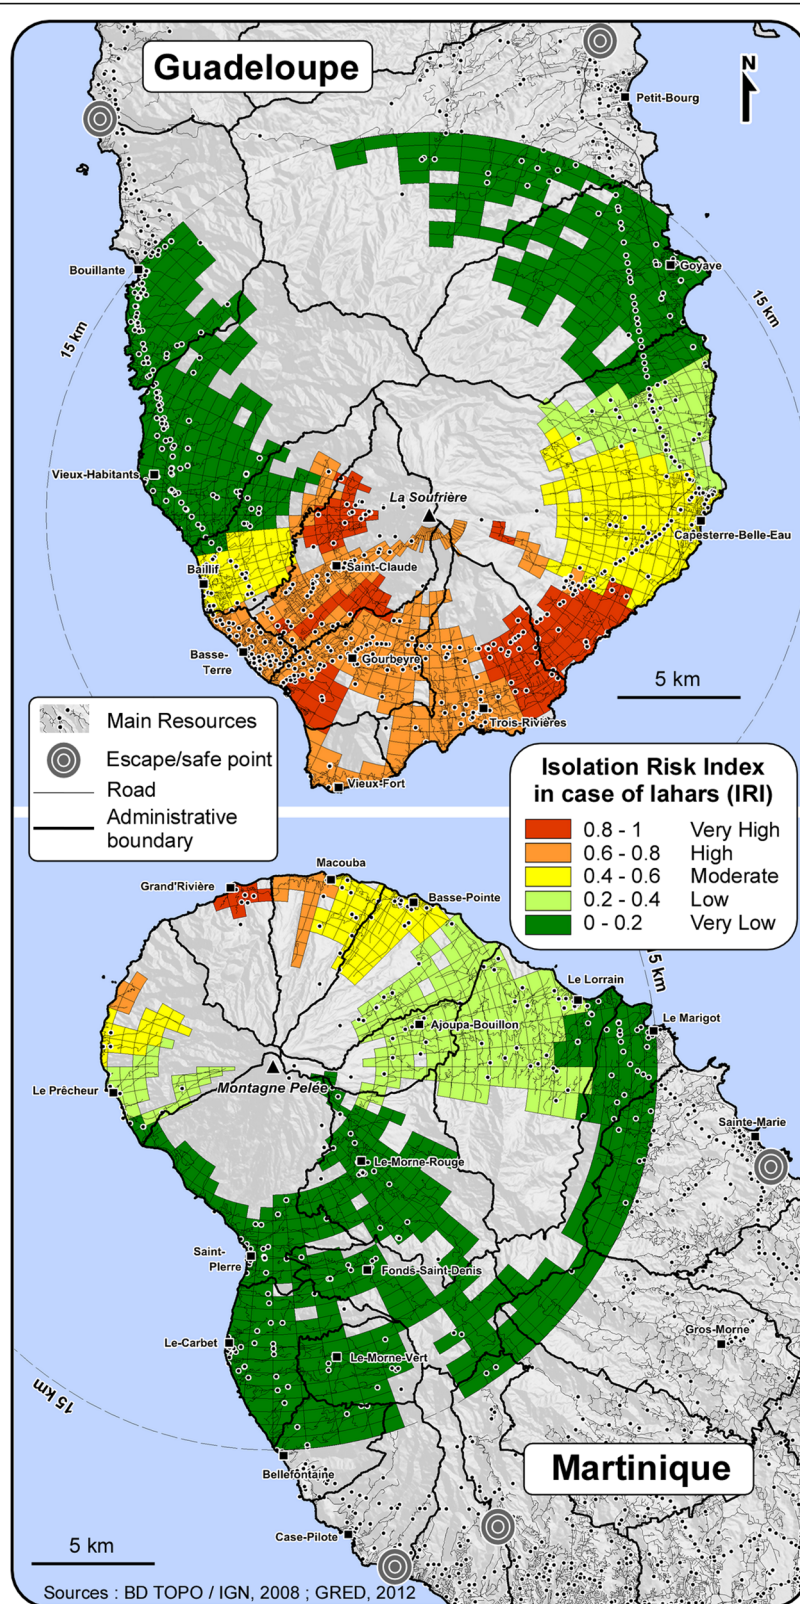 Guadeloupe
N
Petit-Bourg
Bouillante
Goyave
15 km
15 km
Vieux-Habitants
La Soufrière
Capesterre-Belle-Eau
Baillif
Saint-Claude
Basse-
Terre
Gourbeyre
5 km
Trois-Rivières
Vieux-Fort
Main Resources
Escape/safe point
Road
Administrative
boundary
Isolation Risk Index
in case of lahars (IRI)
0.8 - 1 Very High
0.6 - 0.8 High
0.4 - 0.6 Moderate
0.2 - 0.4 Low
0 - 0.2 Very Low
Macouba
Grand'Rivière
Basse-Pointe
15 km
Le Lorrain
Le Marigot
Ajoupa-Bouillon
Montagne Pelée
Le Prêcheur
Sainte-Marie
Le-Morne-Rouge
Saint-
PIerre
Fonds-Saint-Denis
Gros-Morne
Le-Carbet
Le-Morne-Vert
15 km
Martinique
Bellefontaine
Case-Pilote
5 km
Sources : BD TOPO / IGN, 2008 ; GRED, 2012